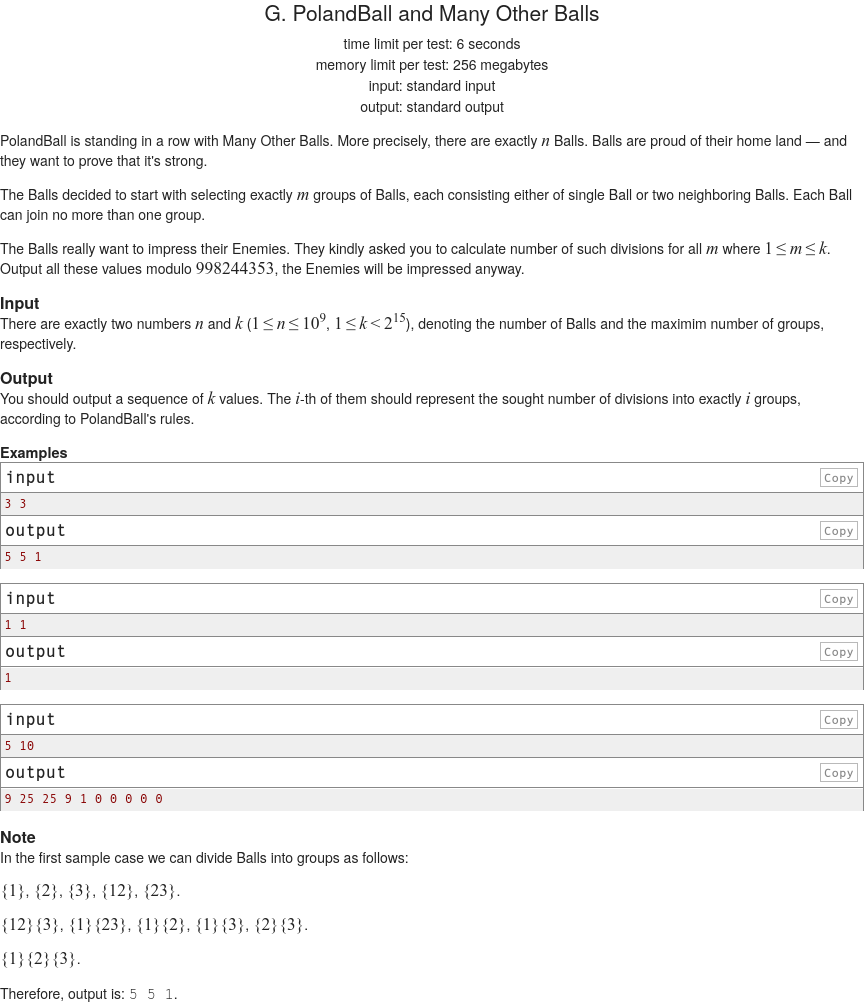 G. PolandBall and Many Other Balls
time limit per test: 6 seconds
memory limit per test: 256 megabytes
input: standard input
output: standard output
PolandBall is standing in a row with Many Other Balls. More precisely, there are exactly n Balls. Balls are proud of their home land — and
they want to prove that it's strong.
The Balls decided to start with selecting exactly m groups of Balls, each consisting either of single Ball or two neighboring Balls. Each Ball
can join no more than one group.
The Balls really want to impress their Enemies. They kindly asked you to calculate number of such divisions for all m where 1 ≤ m ≤ k.
Output all these values modulo 998244353, the Enemies will be impressed anyway.
Input
There are exactly two numbers n and k (1 ≤ n ≤ 10^9, 1 ≤ k < 2^15), denoting the number of Balls and the maximim number of groups,
respectively.
Output
You should output a sequence of k values. The i-th of them should represent the sought number of divisions into exactly i groups,
according to PolandBall's rules.
Examples
input Copy
3 3
output Copy
5 5 1
input Copy
1 1
output Copy
1
input Copy
5 10
output Copy
9 25 25 9 1 0 0 0 0 0
Note
In the first sample case we can divide Balls into groups as follows:
{1}, {2}, {3}, {12}, {23}.
{12}{3}, {1}{23}, {1}{2}, {1}{3}, {2}{3}.
{1}{2}{3}.
Therefore, output is: 5 5 1.